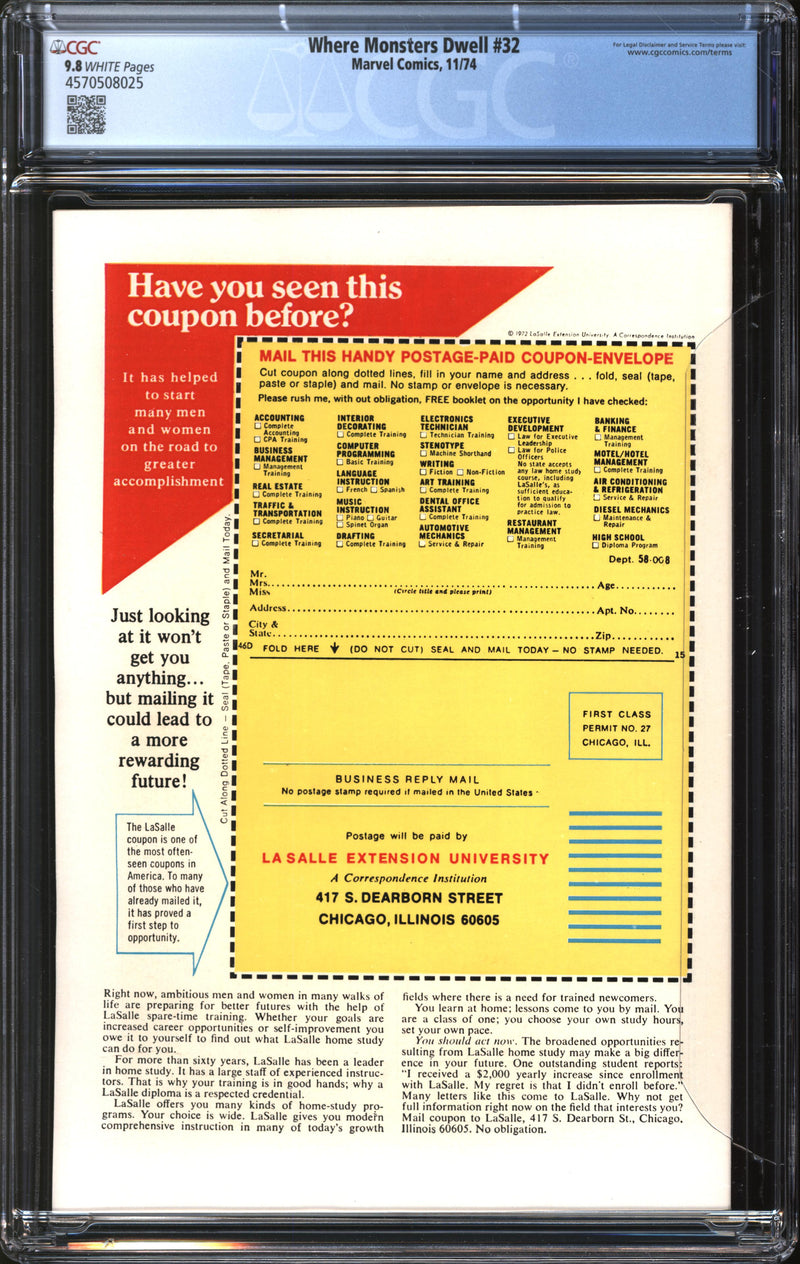 CGC
9.8 WHITE Pages
4570508025
Where Monsters Dwell #32
Marvel Comics, 11/74
For Legal Disclaimer and Service Terms please visit:
www.cgccomics.com/terms
CGC
Have you seen this
coupon before?
It has helped
to start
many men
and women
on the road to
greater
accomplishment
© 1972 LaSalle Extension University. A Correspondence Institution
MAIL THIS HANDY POSTAGE-PAID COUPON-ENVELOPE
Cut coupon along dotted lines, fill in your name and address . . . fold, seal (tape,
paste or staple) and mail. No stamp or envelope is necessary.
Please rush me, with out obligation, FREE booklet on the opportunity I have checked:
ACCOUNTING
Complete
Accounting
CPA Training
BUSINESS
MANAGEMENT
Management
Training
REAL ESTATE
Complete Training
TRAFFIC &
TRANSPORTATION
Complete Training
SECRETARIAL
Complete Training
INTERIOR
DECORATING
Complete Training
COMPUTER
PROGRAMMING
Basic Training
LANGUAGE
INSTRUCTION
French Spanish
MUSIC
INSTRUCTION
Piano Guitar
Spinet Organ
DRAFTING
Complete Training
ELECTRONICS
TECHNICIAN
Technician Training
STENOTYPE
Machine Shorthand
WRITING
Fiction Non-Fiction
ART TRAINING
Complete Training
DENTAL OFFICE
ASSISTANT
Complete Training
AUTOMOTIVE
MECHANICS
Service & Repair
EXECUTIVE
DEVELOPMENT
Law for Executive
Leadership
Law for Police
Officers
No state accepts
any law home study
course, including
LaSalle's, as
sufficient educa-
tion to qualify
for admission to
practice law.
RESTAURANT
MANAGEMENT
Management
Training
BANKING
& FINANCE
Management
Training
MOTEL/HOTEL
MANAGEMENT
Complete Training
AIR CONDITIONING
& REFRIGERATION
Service & Repair
DIESEL MECHANICS
Maintenance &
Repair
HIGH SCHOOL
Diploma Program
Dept. 58-008
Mr.
Mrs. Age
Miss (Circle title and please print)
Address Apt. No.
City &
State Zip
46D FOLD HERE (DO NOT CUT) SEAL AND MAIL TODAY – NO STAMP NEEDED. 15
Cut Along Dotted Line – Seal (Tape, Paste or Staple) and Mail Today.
Just looking
at it won't
get you
anything...
but mailing it
could lead to
a more
rewarding
future!
The LaSalle
coupon is one of
the most often-
seen coupons in
America. To many
of those who have
already mailed it,
it has proved a
first step to
opportunity.
FIRST CLASS
PERMIT NO. 27
CHICAGO, ILL.
BUSINESS REPLY MAIL
No postage stamp required if mailed in the United States
Postage will be paid by
LA SALLE EXTENSION UNIVERSITY
A Correspondence Institution
417 S. DEARBORN STREET
CHICAGO, ILLINOIS 60605
Right now, ambitious men and women in many walks of
life are preparing for better futures with the help of
LaSalle spare-time training. Whether your goals are
increased career opportunities or self-improvement you
owe it to yourself to find out what LaSalle home study
can do for you.
For more than sixty years, LaSalle has been a leader
in home study. It has a large staff of experienced instruc-
tors. That is why your training is in good hands; why a
LaSalle diploma is a respected credential.
LaSalle offers you many kinds of home-study pro-
grams. Your choice is wide. LaSalle gives you modern
comprehensive instruction in many of today's growth
fields where there is a need for trained newcomers.
You learn at home; lessons come to you by mail. You
are a class of one; you choose your own study hours,
set your own pace.
You should act now. The broadened opportunities re-
sulting from LaSalle home study may make a big differ-
ence in your future. One outstanding student reports:
"I received a $2,000 yearly increase since enrollment
with LaSalle. My regret is that I didn't enroll before."
Many letters like this come to LaSalle. Why not get
full information right now on the field that interests you?
Mail coupon to LaSalle, 417 S. Dearborn St., Chicago,
Illinois 60605. No obligation.